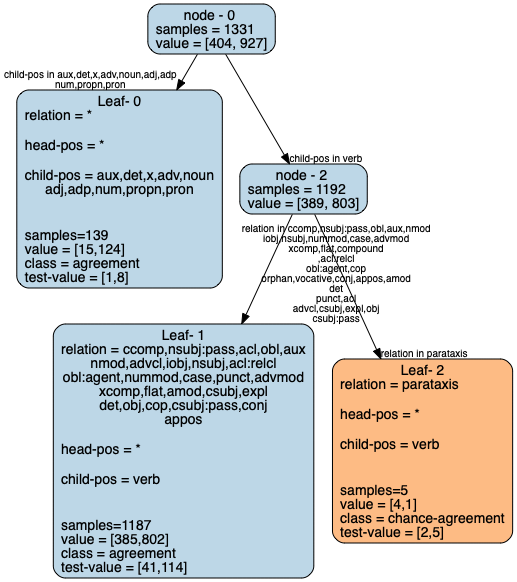 node - 0
samples = 1331
value = [404, 927]
child-pos in aux,det,x,adv,noun,adj,adp
num,propn,pron
Leaf- 0
relation = *
head-pos = *
child-pos = aux,det,x,adv,noun
adj,adp,num,propn,pron
samples=139
value = [15,124]
class = agreement
test-value = [1,8]
child-pos in verb
node - 2
samples = 1192
value = [389, 803]
relation in ccomp,nsubj:pass,obl,aux,nmod
iobj,nsubj,nummod,case,advmod
xcomp,flat,compound
,acl:relcl
obl:agent,cop
orphan,vocative,conj,appos,amod
det
punct,acl
advcl,csubj,expl,obj
csubj:pass
Leaf- 1
relation = ccomp,nsubj:pass,acl,obl,aux
nmod,advcl,iobj,nsubj,acl:relcl
obl:agent,nummod,case,punct,advmod
xcomp,flat,amod,csubj,expl
det,obj,cop,csubj:pass,conj
appos
head-pos = *
child-pos = verb
samples=1187
value = [385,802]
class = agreement
test-value = [41,114]
relation in parataxis
Leaf- 2
relation = parataxis
head-pos = *
child-pos = verb
samples=5
value = [4,1]
class = chance-agreement
test-value = [2,5]